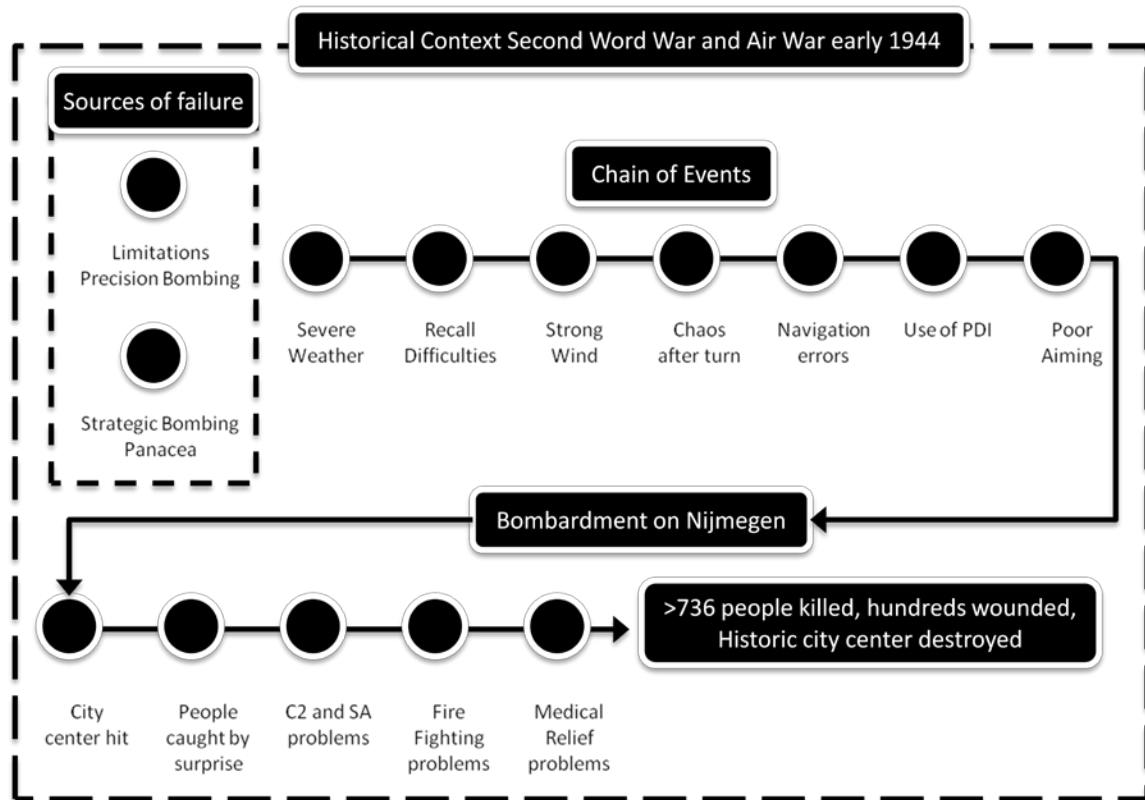 Historical Context Second Word War and Air War early 1944
Sources of failure
Limitations
Precision Bombing
Strategic Bombing
Panacea
Chain of Events
Severe
Weather
Recall
Difficulties
Strong
Wind
Chaos
after turn
Navigation
errors
Use of PDI
Poor
Aiming
Bombardment on Nijmegen
City
center hit
People
caught by
surprise
C2 and SA
problems
Fire
Fighting
problems
Medical
Relief
problems
>736 people killed, hundreds wounded,
Historic city center destroyed